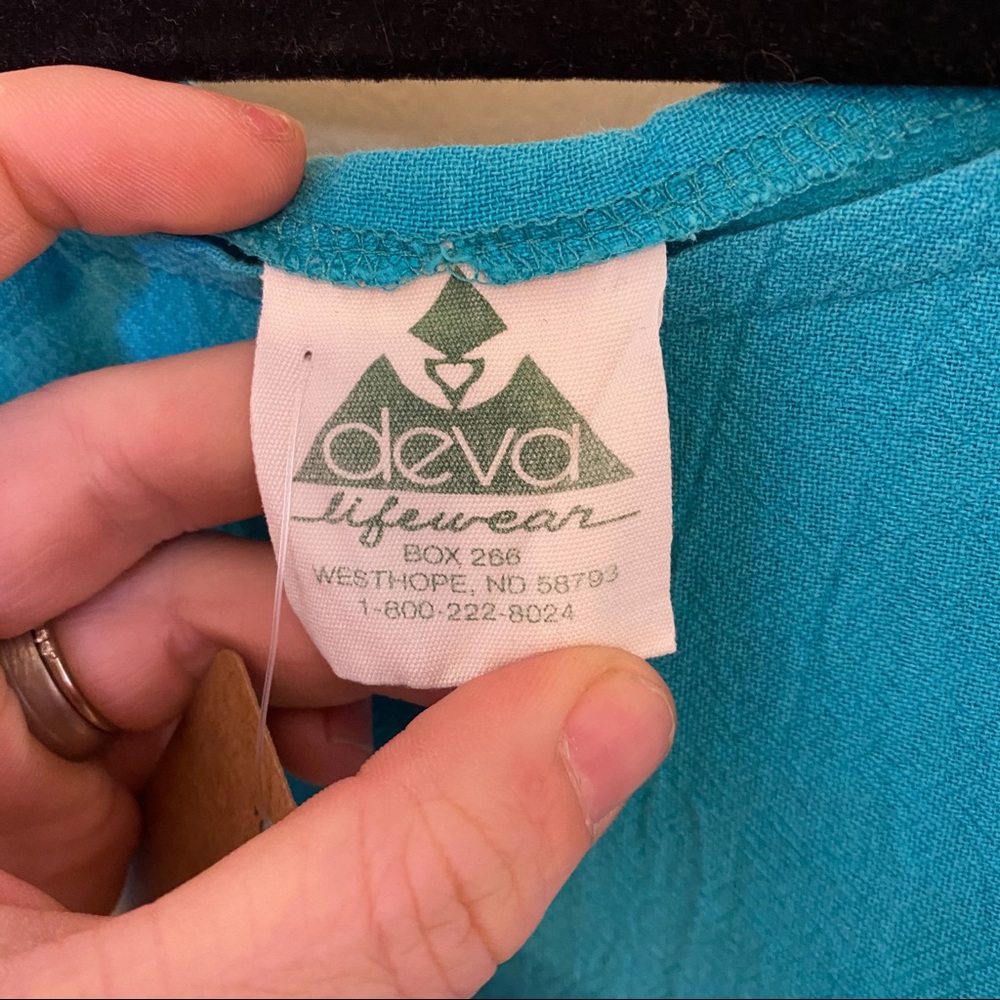 deva
lifewear
BOX 266
WESTHOPE, ND 58793
1-800-222-8024